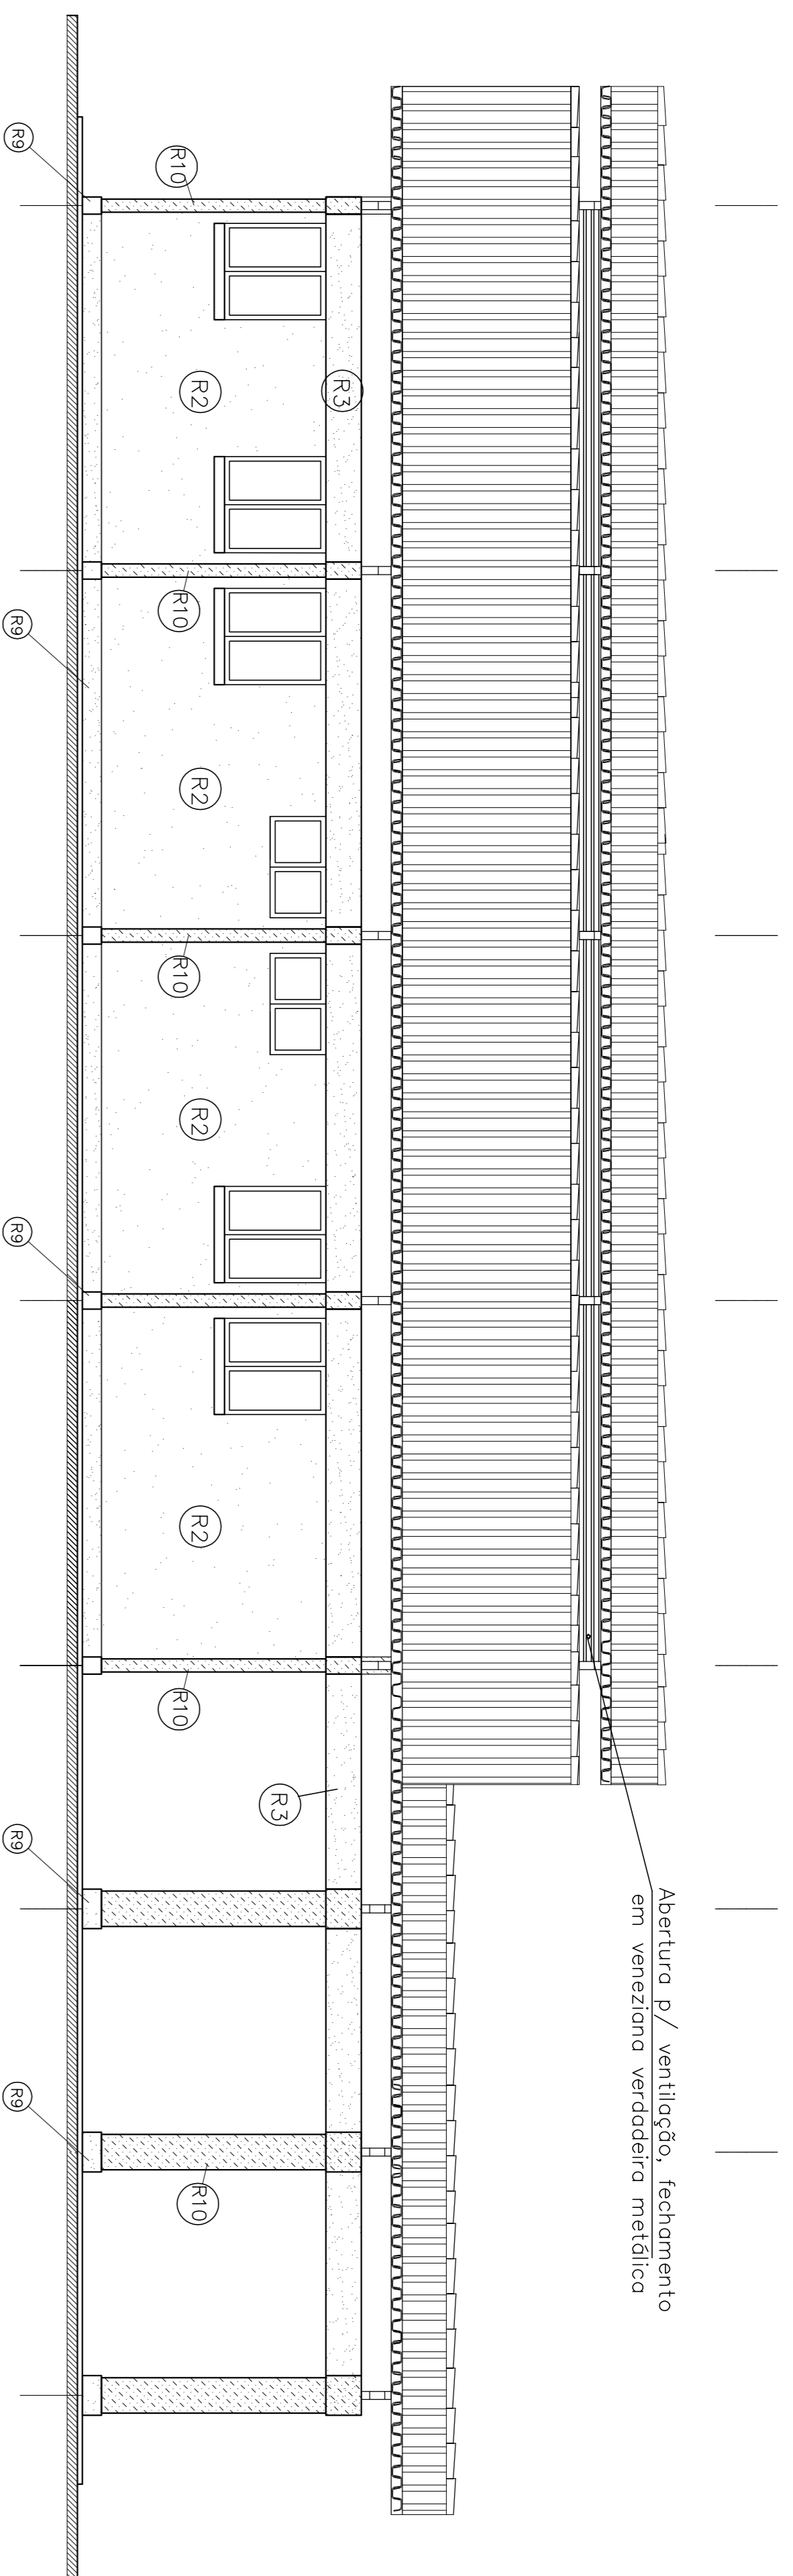 Abertura p/ ventilação, fechamento
em veneziana verdadeira metálica
R3
R3
R2
R2
R2
R2
R10
R10
R10
R10
R10
R9
R9
R9
R9
R9